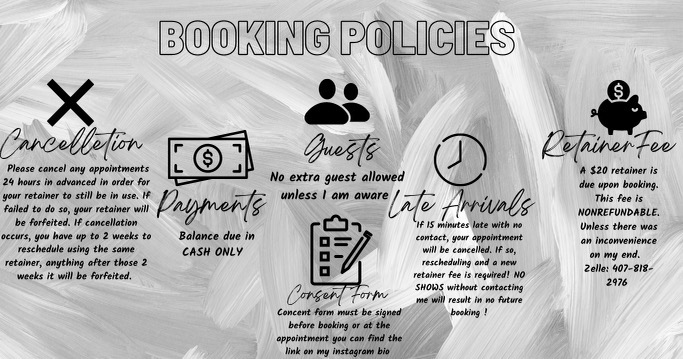 BOOKING POLICIES
Cancelletion
Please cancel any appointments
24 hours in advanced in order for
your retainer to still be in use. If
failed to do so, your retainer will
be forfeited. If cancellation
occurs, you have up to 2 weeks to
reschedule using the same
retainer, anything after those 2
weeks it will be forfeited.
Payments
Balance due in
CASH ONLY
Guests
No extra guest allowed
unless I am aware
Consent Form
Concent form must be signed
before booking or at the
appointment you can find the
link on my instagram bio
Late Arrivals
If 15 minutes late with no
contact, your appointment
will be cancelled. If so,
rescheduling and a new
retainer fee is required! NO
SHOWS without contacting
me will result in no future
booking !
Retainer Fee
A $20 retainer is
due upon booking.
This fee is
NONREFUNDABLE.
Unless there was
an inconvenience
on my end.
Zelle: 407-818-
2976